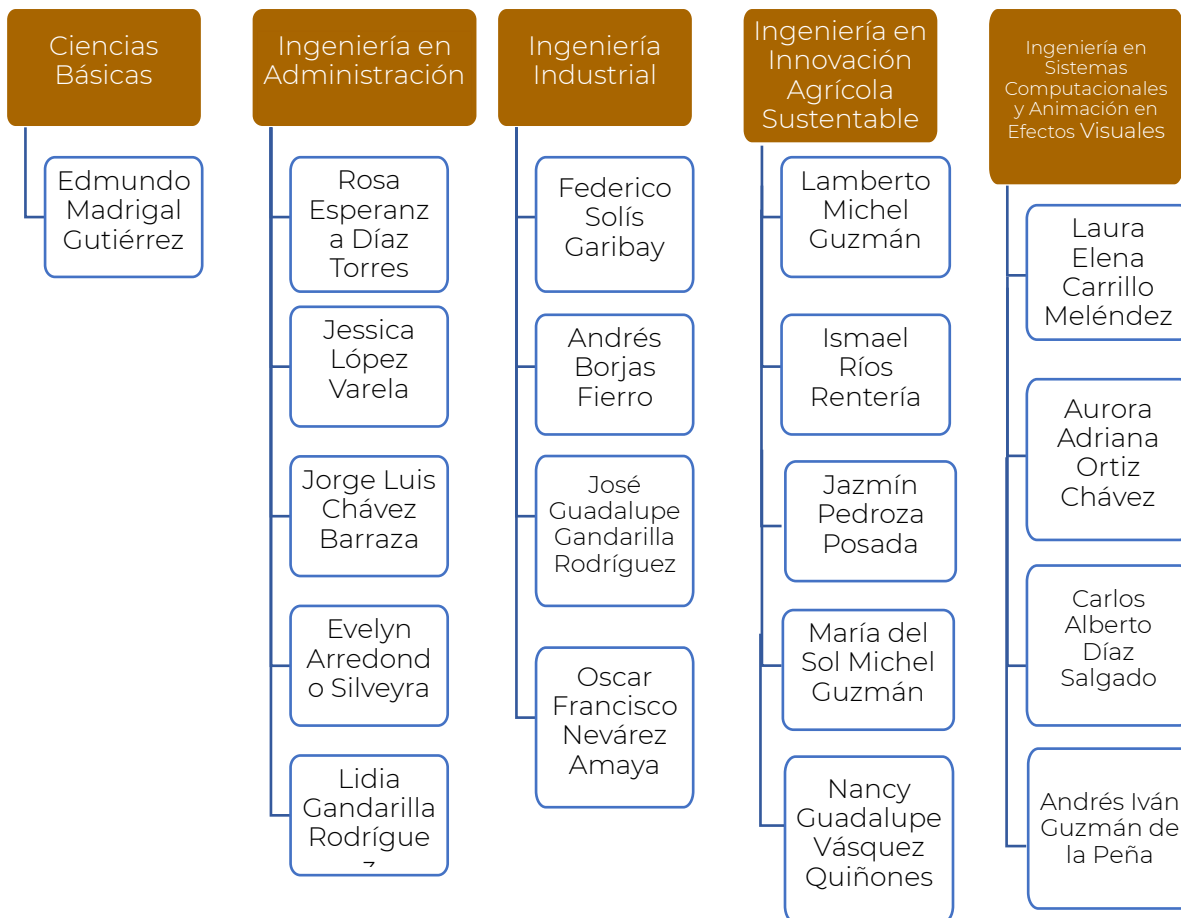 Ciencias
Básicas
Edmundo
Madrigal
Gutiérrez
Ingeniería en
Administración
Rosa
Esperanz
a Díaz
Torres
Jessica
López
Varela
Jorge Luis
Chávez
Barraza
Evelyn
Arredond
o Silveyra
Lidia
Gandarilla
Rodrígue
z
Ingeniería
Industrial
Federico
Solís
Garibay
Andrés
Borjas
Fierro
José
Guadalupe
Gandarilla
Rodríguez
Oscar
Francisco
Nevárez
Amaya
Ingeniería en
Innovación
Agrícola
Sustentable
Lamberto
Michel
Guzmán
Ismael
Ríos
Rentería
Jazmín
Pedroza
Posada
María del
Sol Michel
Guzmán
Nancy
Guadalupe
Vásquez
Quiñones
Ingeniería en
Sistemas
Computacionales
y Animación en
Efectos Visuales
Laura
Elena
Carrillo
Meléndez
Aurora
Adriana
Ortiz
Chávez
Carlos
Alberto
Díaz
Salgado
Andrés Iván
Guzmán de
la Peña